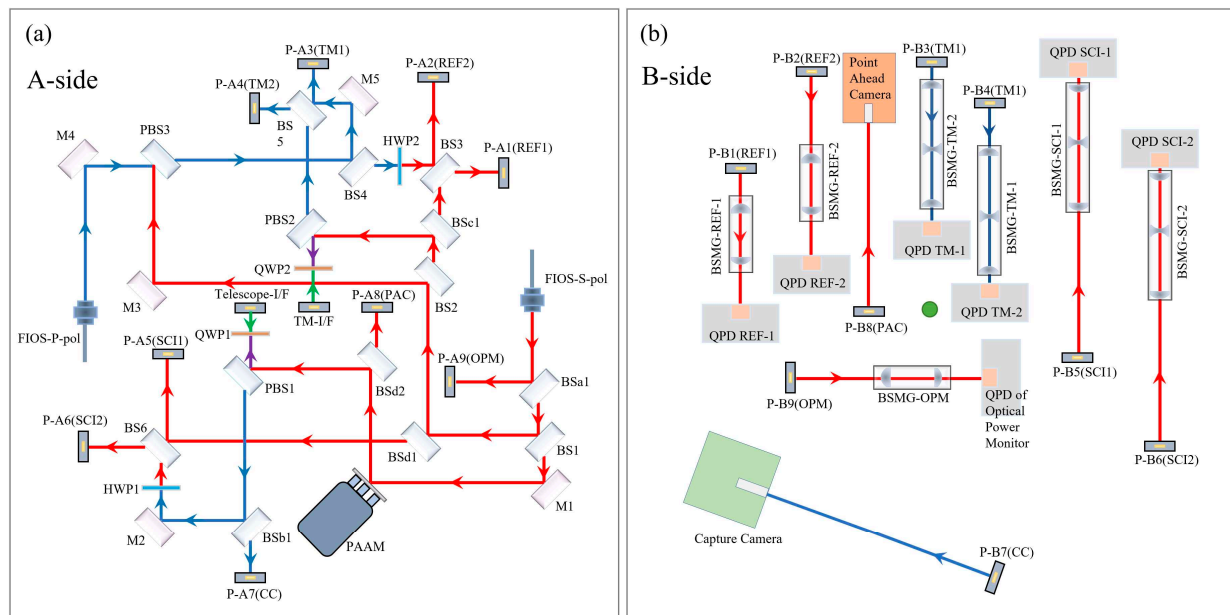 (a)
A-side
P-A3(TM1)
M5
P-A2(REF2)
P-A4(TM2)
M4
PBS3
BS
5
HWP2
BS3
P-A1(REF1)
BS4
PBS2
BSc1
QWP2
FIOS-S-pol
M3
Telescope-I/F
P-A8(PAC)
BS2
TM-I/F
FIOS-P-pol
QWP1
P-A5(SCI1)
P-A9(OPM)
PBS1
BSd2
BSa1
P-A6(SCI2)
BS6
BSd1
BS1
HWP1
M1
M2
BSb1
PAAM
P-A7(CC)
(b)
B-side
P-B2(REF2)
Point
Ahead
Camera
P-B3(TM1)
QPD SCI-1
P-B4(TM1)
BSMG-TM-2
BSMG-SCI-1
QPD SCI-2
P-B1(REF1)
BSMG-REF-2
BSMG-REF-1
BSMG-TM-1
BSMG-SCI-2
QPD TM-1
QPD REF-2
QPD TM-2
QPD REF-1
P-B8(PAC)
P-B5(SCI1)
P-B9(OPM)
BSMG-OPM
QPD of
Optical
Power
Monitor
P-B6(SCI2)
Capture Camera
P-B7(CC)